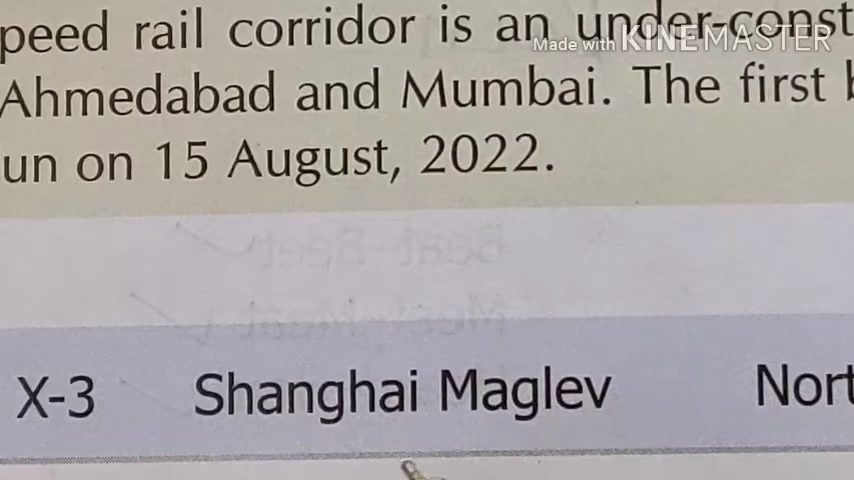 peed rail corridor is an under-const
Made with KINEMASTER
Ahmedabad and Mumbai. The first
un on 15 August, 2022.
X-3 Shanghai Maglev Nort